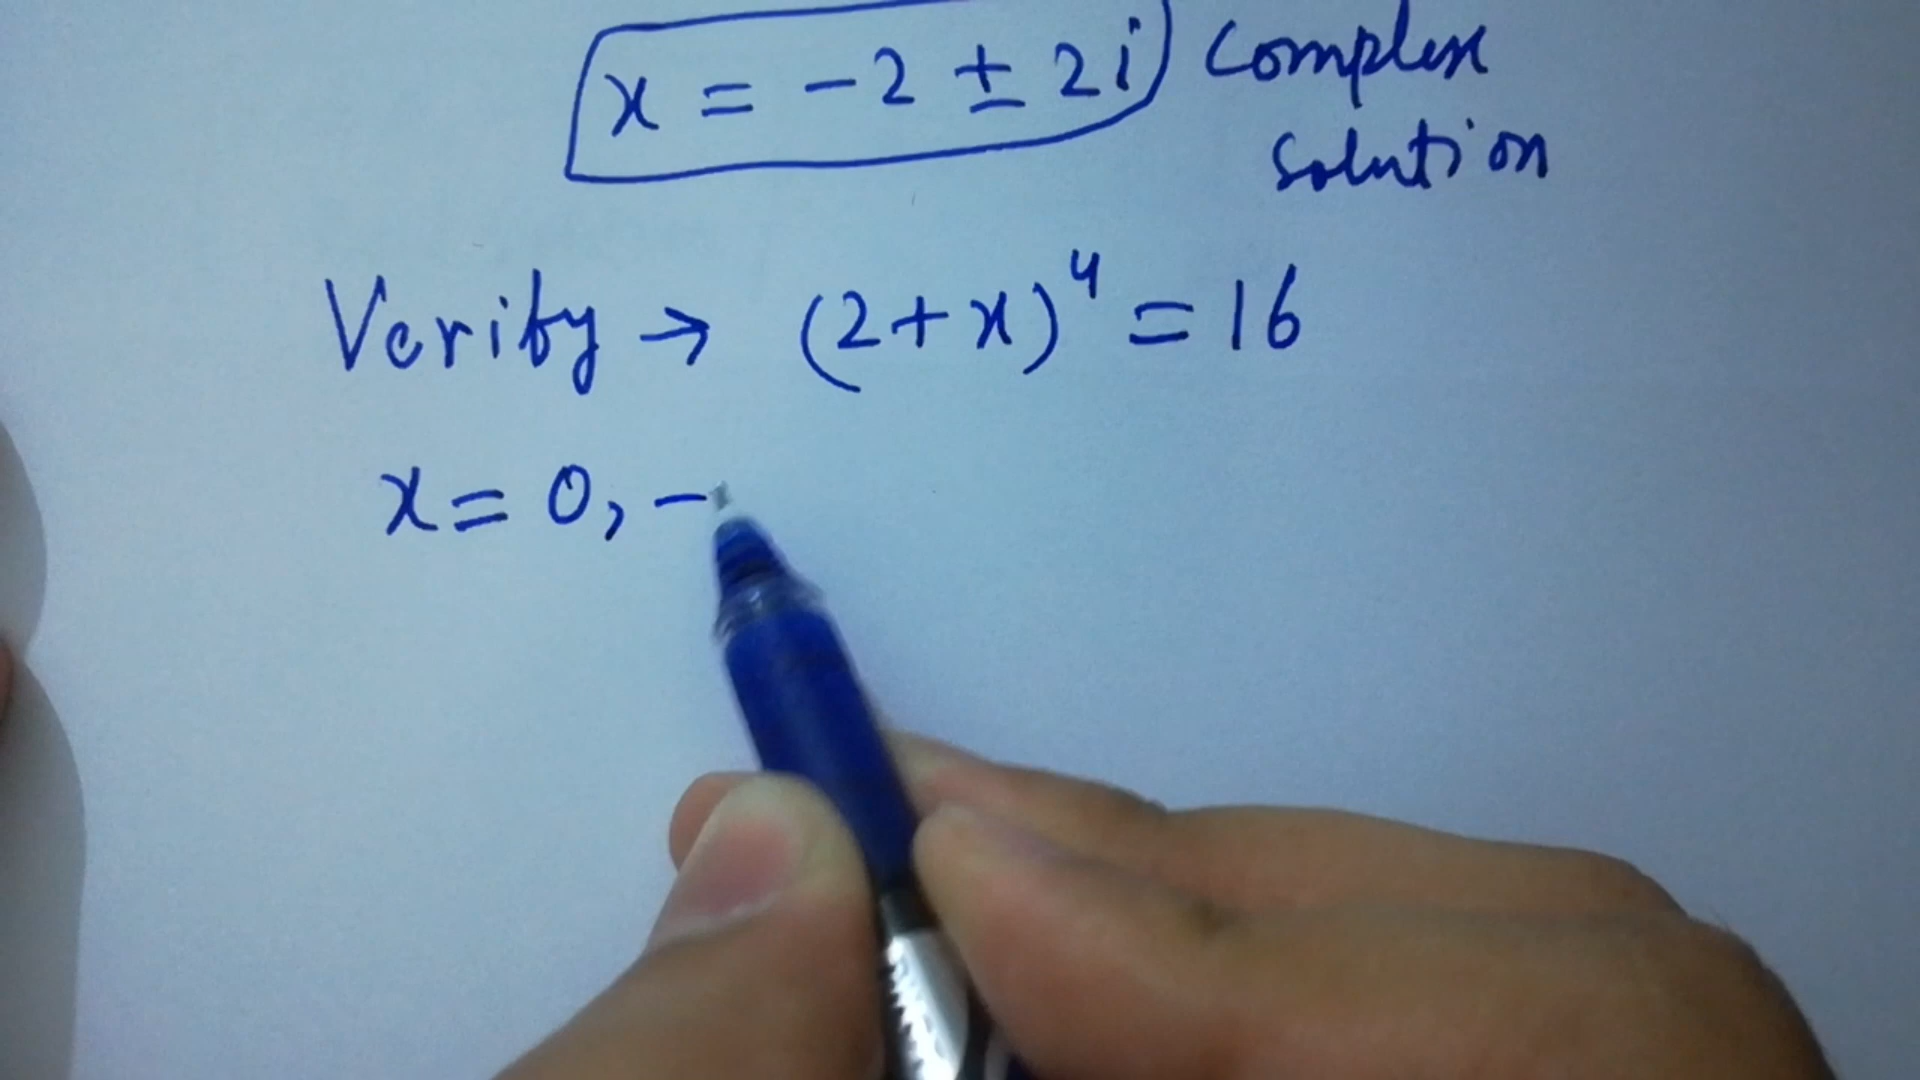 x = -2 ± 2i complex
solution
Verify → (2+x)⁴ = 16
x = 0, -